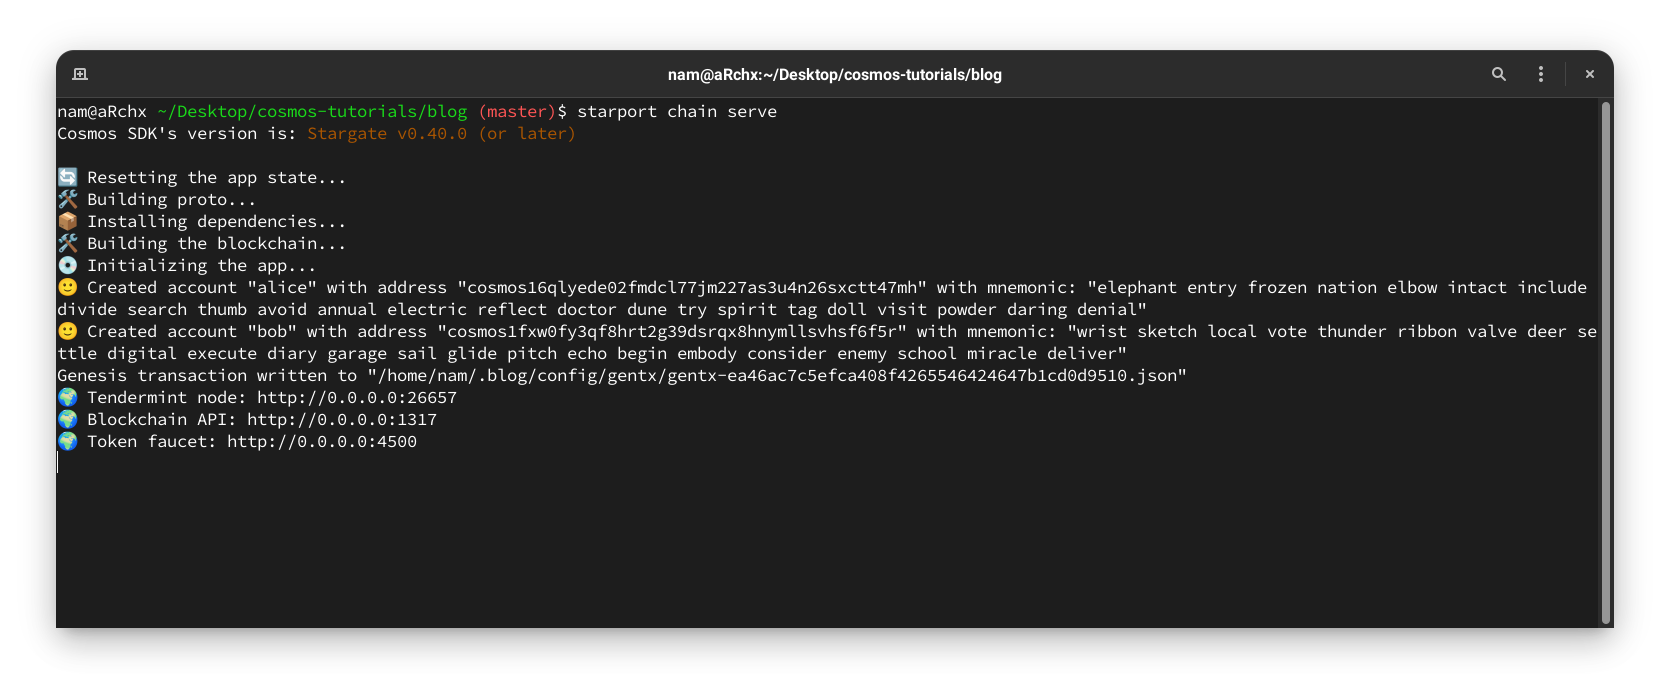 nam@aRchx:~/Desktop/cosmos-tutorials/blog
nam@aRchx ~/Desktop/cosmos-tutorials/blog (master)$ starport chain serve
Cosmos SDK's version is: Stargate v0.40.0 (or later)
Resetting the app state...
Building proto...
Installing dependencies...
Building the blockchain...
Initializing the app...
Created account "alice" with address "cosmos16qlyede02fmdcl77jm227as3u4n26sxctt47mh" with mnemonic: "elephant entry frozen nation elbow intact include
divide search thumb avoid annual electric reflect doctor dune try spirit tag doll visit powder daring denial"
Created account "bob" with address "cosmos1fxw0fy3qf8hrt2g39dsrqx8hnymllsvhsf6f5r" with mnemonic: "wrist sketch local vote thunder ribbon valve deer se
ttle digital execute diary garage sail glide pitch echo begin embody consider enemy school miracle deliver"
Genesis transaction written to "/home/nam/.blog/config/gentx/gentx-ea46ac7c5efca408f4265546424647b1cd0d9510.json"
Tendermint node: http://0.0.0.0:26657
Blockchain API: http://0.0.0.0:1317
Token faucet: http://0.0.0.0:4500